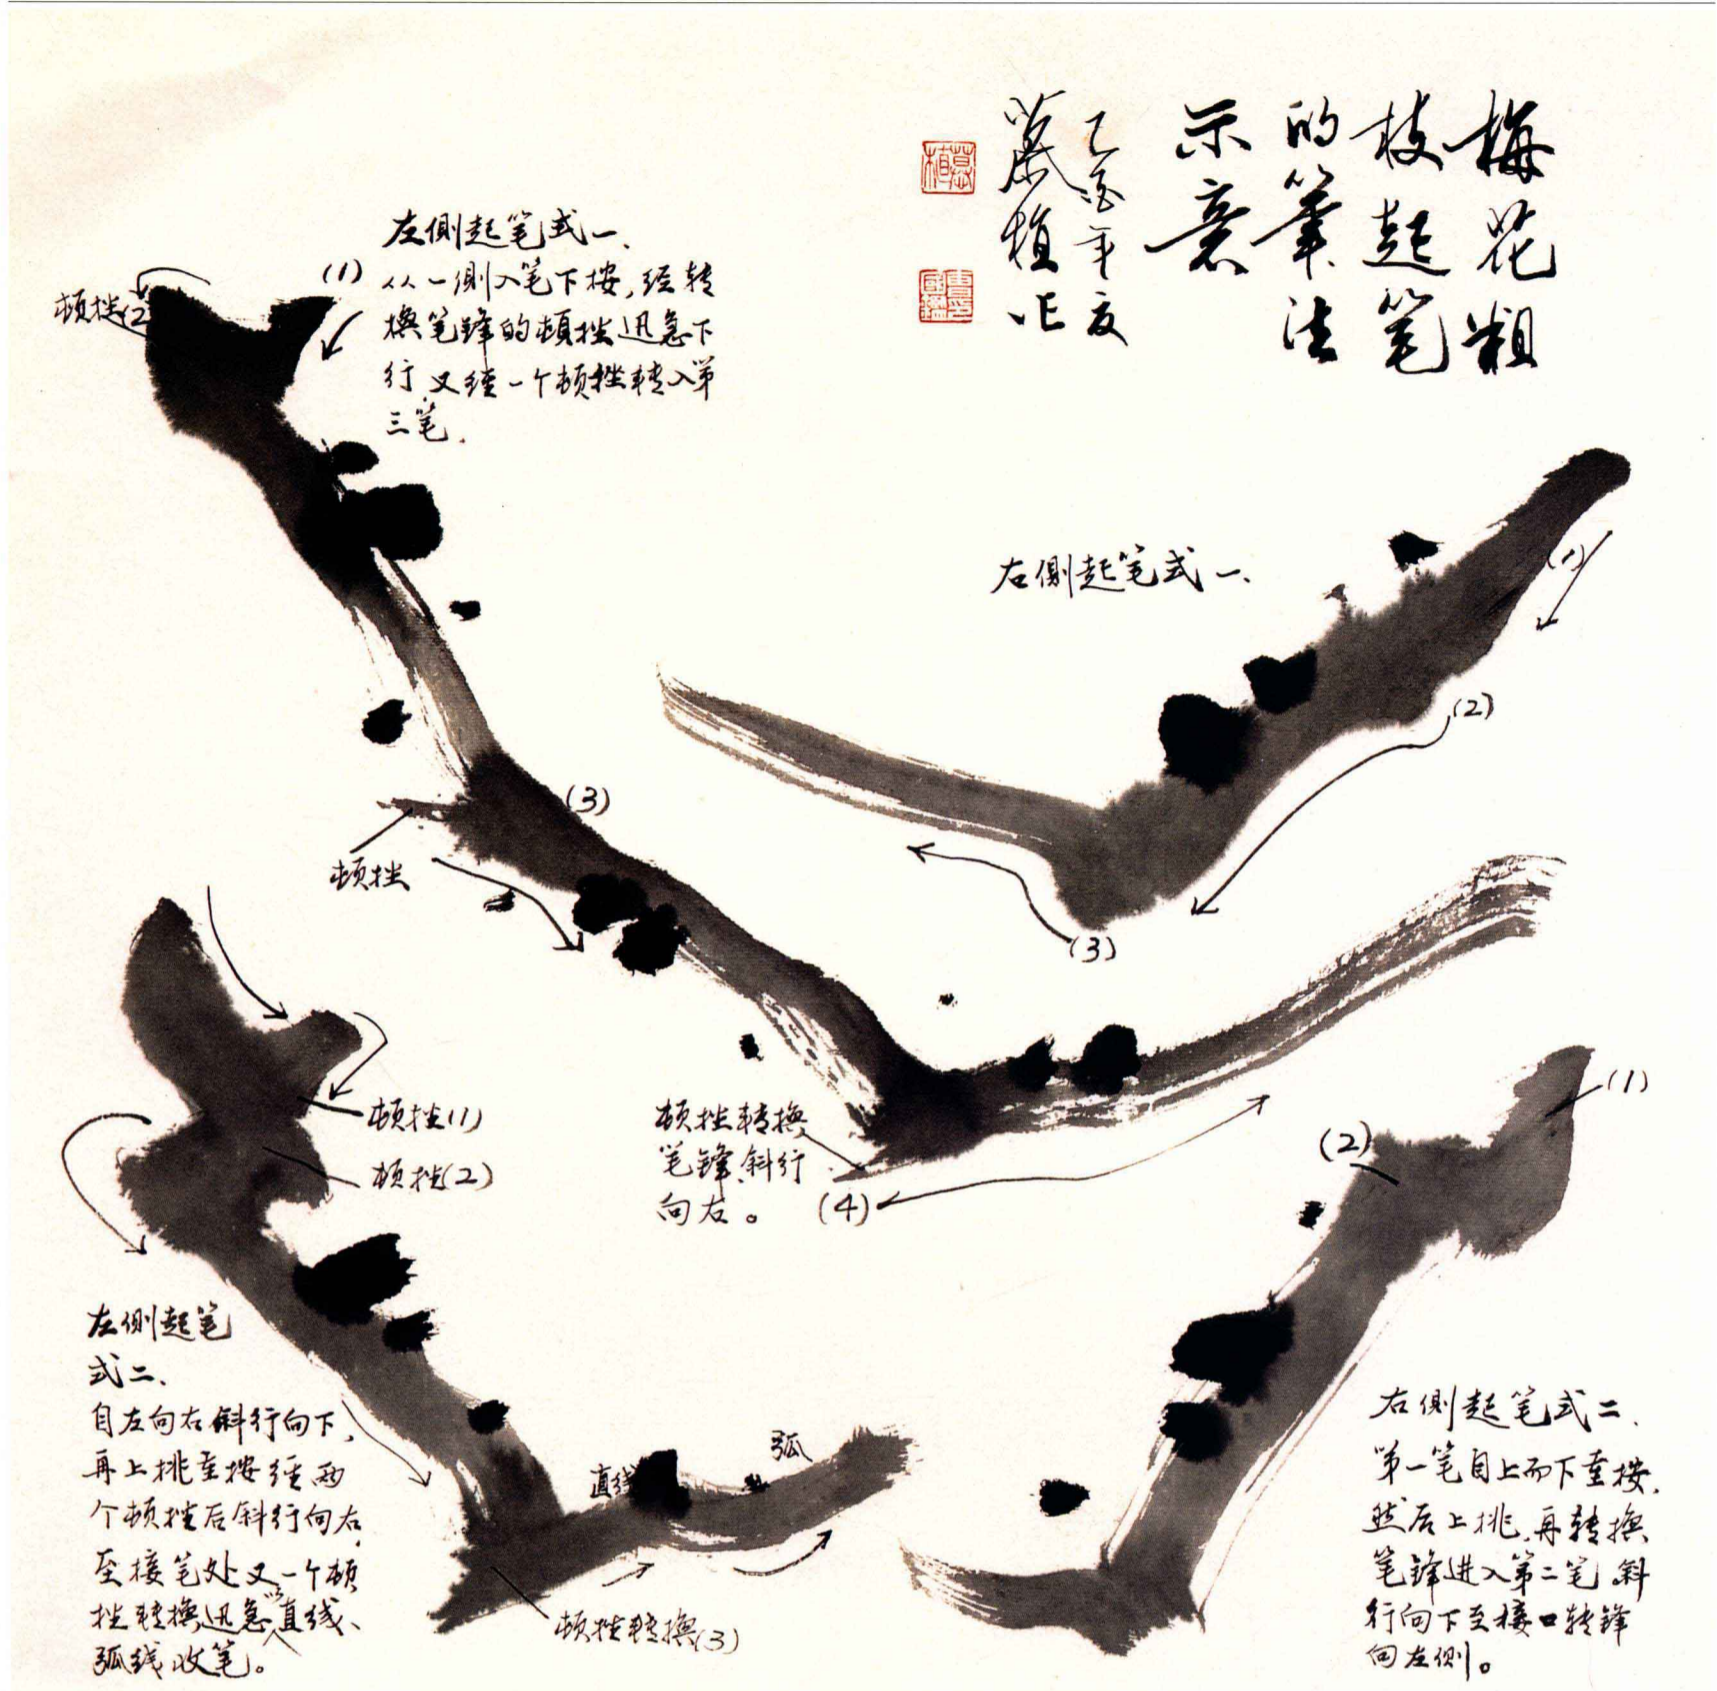 梅花粗
枝起笔
的笔法
示意
乙酉年夏
慕植作
慕植
左侧起笔式一、
(1)
从一侧入笔下按,经转
换笔锋的顿挫迅急下
行,又经一个顿挫转入第
三笔.
顿挫(2)
右侧起笔式一、
(1)
(2)
(3)
(3)
顿挫
顿挫(1)
顿挫(2)
顿挫转换
笔锋,斜行
向右。
(4)
左侧起笔
式二、
自左向右斜行向下,
再上挑重按经两
个顿挫后斜行向右,
至接笔处又一个顿
挫转换迅急以直线、
弧线收笔。
直线
弧
顿挫转换(3)
(1)
(2)
右侧起笔式二、
第一笔自上而下重按,
然后上挑,再转换
笔锋进入第二笔,斜
行向下至接口转锋
向左侧。